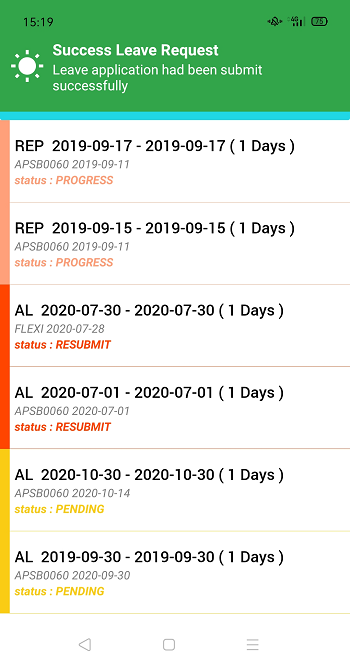 15:19
4G
75
Success Leave Request
Leave application had been submit
successfully
REP 2019-09-17 - 2019-09-17 ( 1 Days )
APSB0060 2019-09-11
status : PROGRESS
REP 2019-09-15 - 2019-09-15 ( 1 Days )
APSB0060 2019-09-11
status : PROGRESS
AL 2020-07-30 - 2020-07-30 ( 1 Days )
FLEXI 2020-07-28
status : RESUBMIT
AL 2020-07-01 - 2020-07-01 ( 1 Days )
APSB0060 2020-07-01
status : RESUBMIT
AL 2020-10-30 - 2020-10-30 ( 1 Days )
APSB0060 2020-10-14
status : PENDING
AL 2019-09-30 - 2019-09-30 ( 1 Days )
APSB0060 2020-09-30
status : PENDING